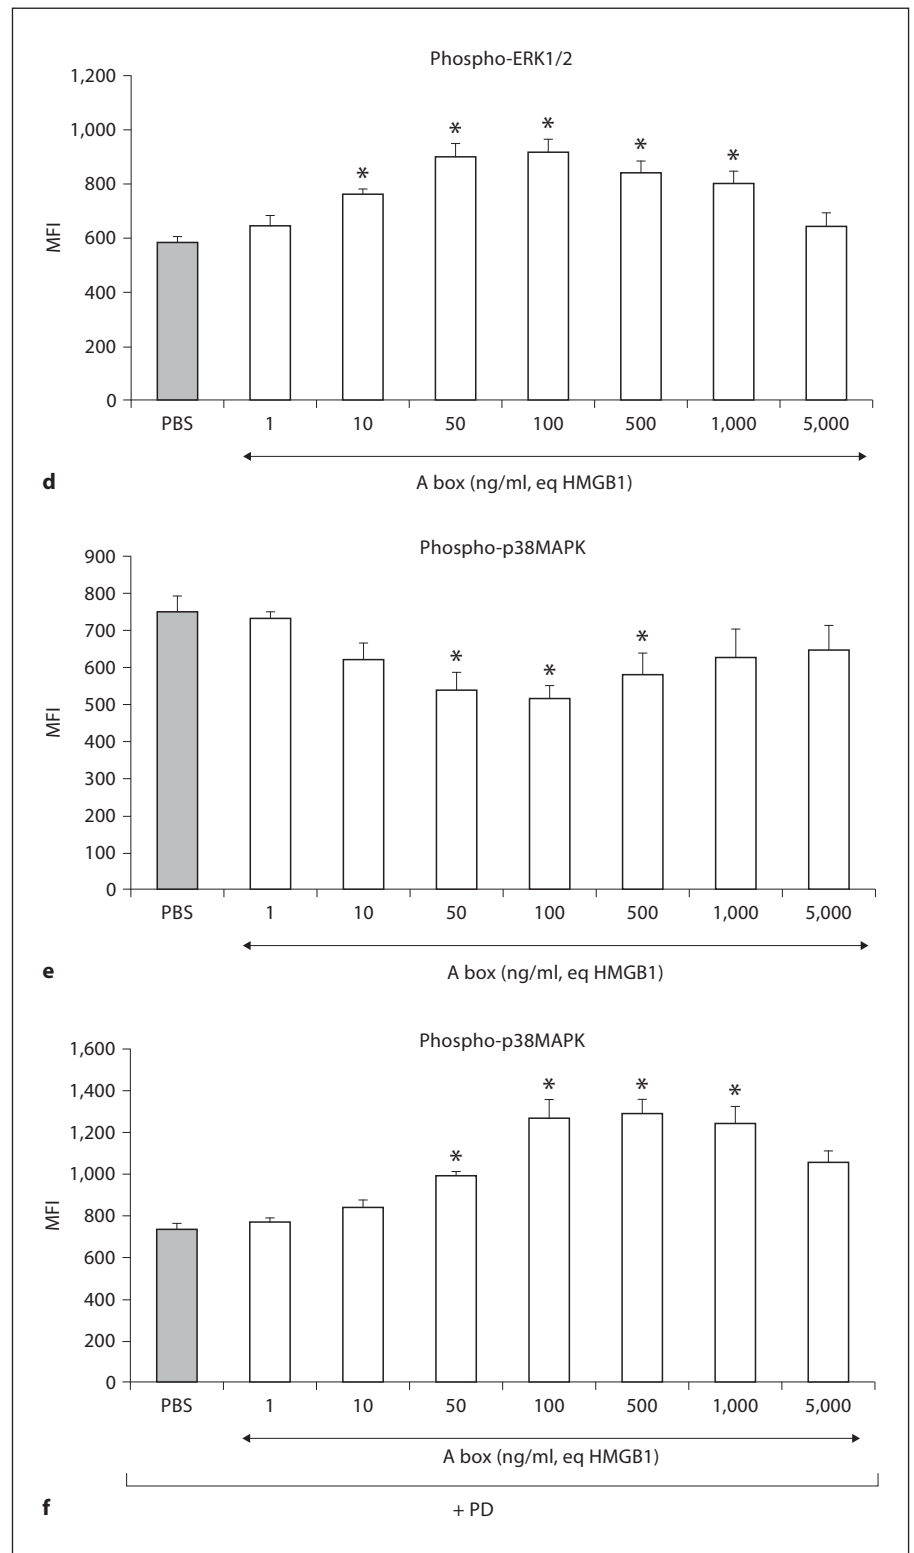 Phospho-ERK1/2
1,200
1,000
800
600
400
200
0
MFI
* * * * *
PBS 1 10 50 100 500 1,000 5,000
A box (ng/ml, eq HMGB1)
d
Phospho-p38MAPK
900
800
700
600
500
400
300
200
100
0
MFI
* * *
PBS 1 10 50 100 500 1,000 5,000
A box (ng/ml, eq HMGB1)
e
Phospho-p38MAPK
1,600
1,400
1,200
1,000
800
600
400
200
0
MFI
* * * *
PBS 1 10 50 100 500 1,000 5,000
A box (ng/ml, eq HMGB1)
+ PD
f